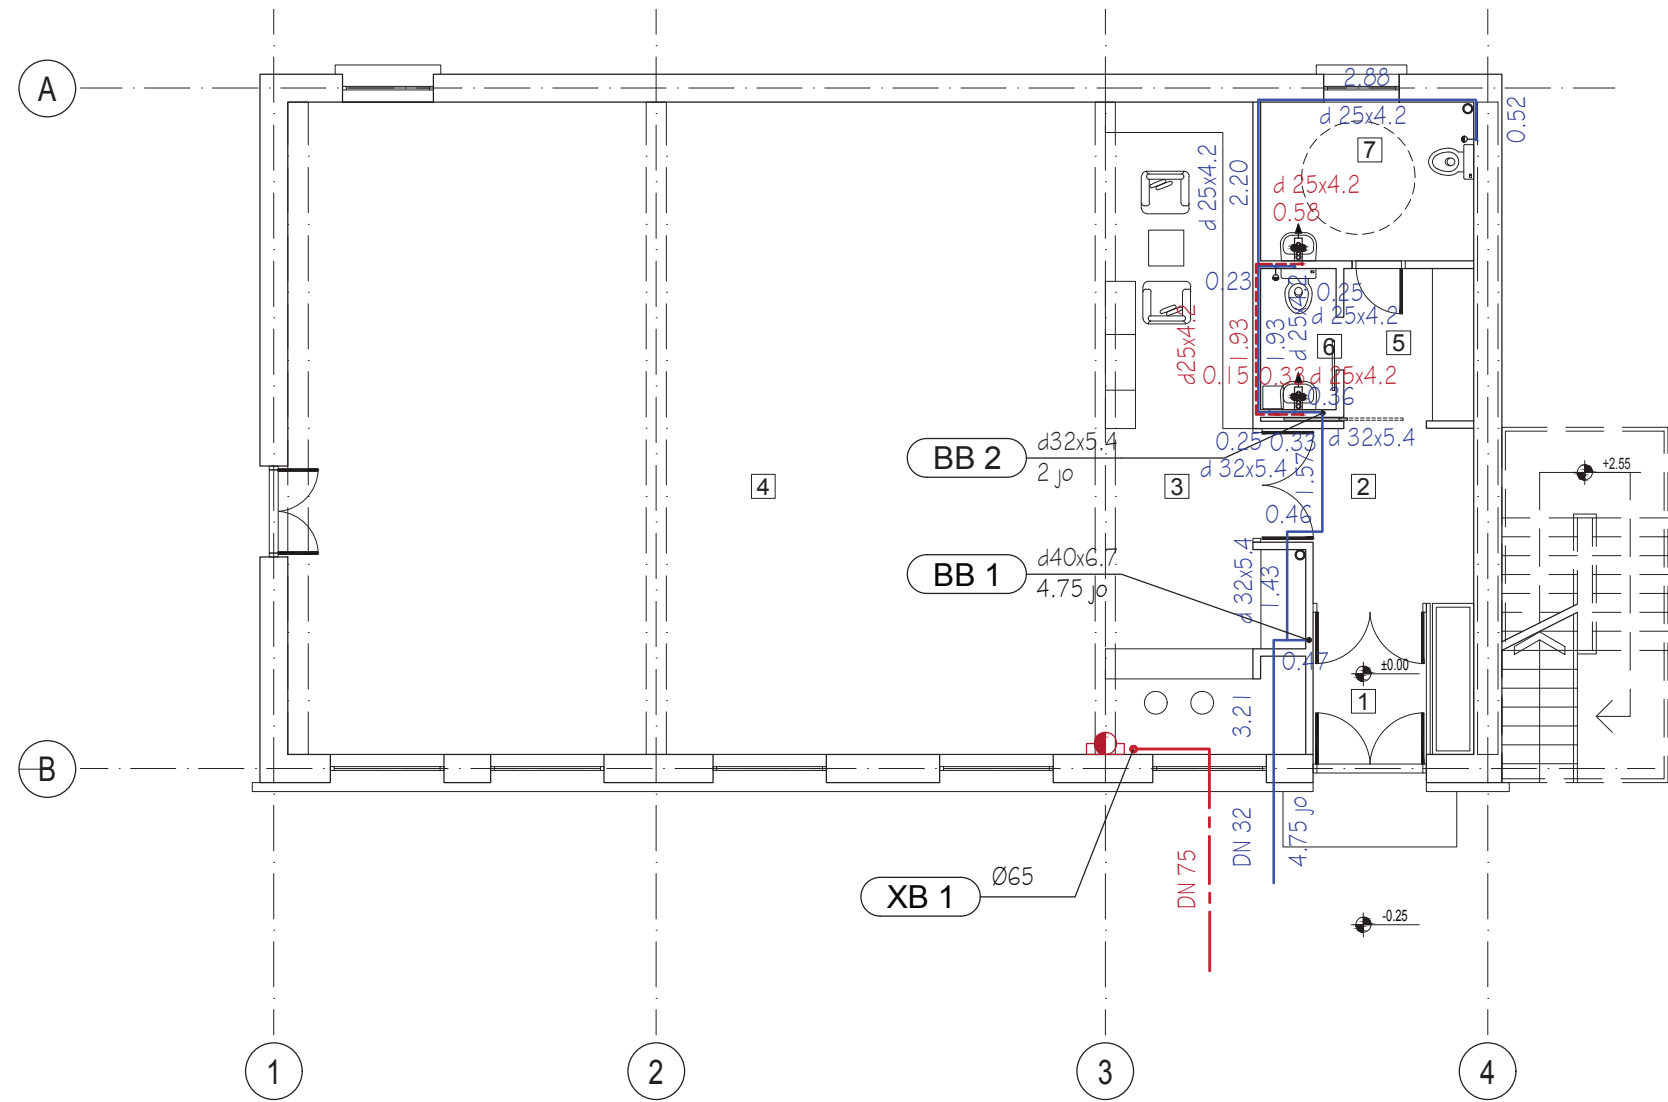 A
2.88
d 25x4.2
0.52
7
d 25x4.2
2.20
d 25x4.2
0.58
0.23
0.25
d 25x4.2
d25x4.2
1.93
1.93
d 25x4.2
6
5
0.15
0.33
d 25x4.2
0.36
BB 2
d32x5.4
2 jo
0.25
0.33
d 32x5.4
d 32x5.4
1.57
+2.55
4
3
2
0.46
BB 1
d40x6.7
4.75 jo
d 32x5.4
1.43
0.47
±0.00
1
3.21
B
DN 32
4.75 jo
DN 75
XB 1
Ø65
-0.25
1
2
3
4